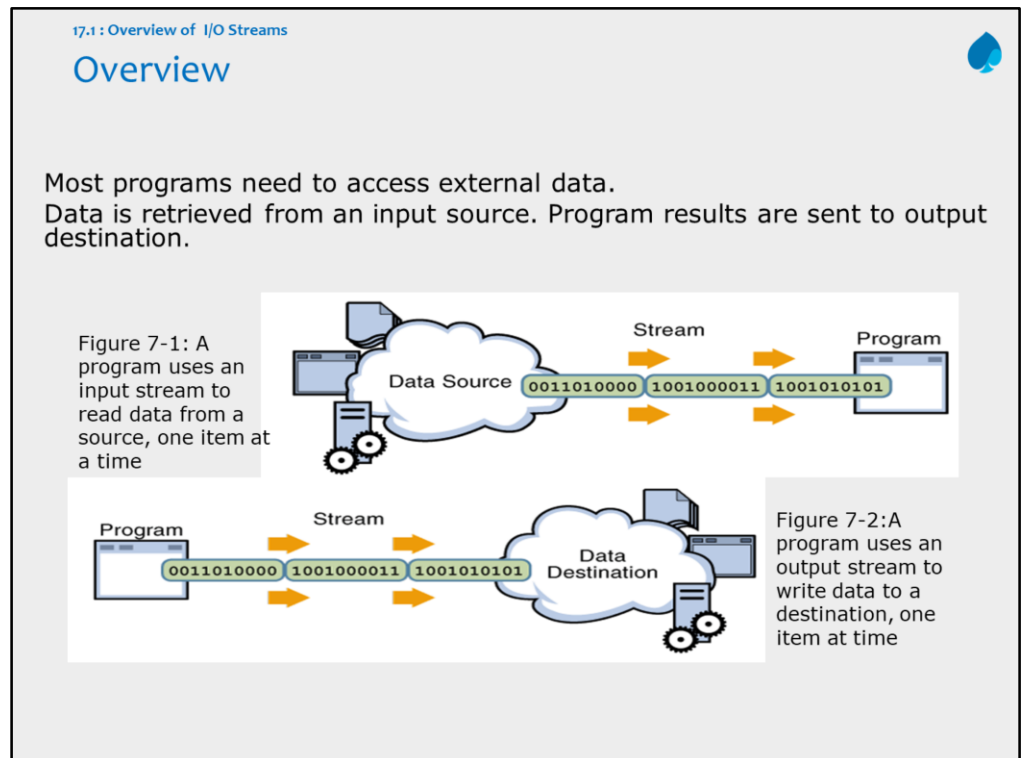 17.1 : Overview of I/O Streams
Overview
Most programs need to access external data.
Data is retrieved from an input source. Program results are sent to output
destination.
Figure 7-1: A
program uses an
input stream to
read data from a
source, one item at
a time
Data Source
Stream
Program
0011010000 1001000011 1001010101
Program
Stream
0011010000 1001000011 1001010101
Data
Destination
Figure 7-2:A
program uses an
output stream to
write data to a
destination, one
item at time